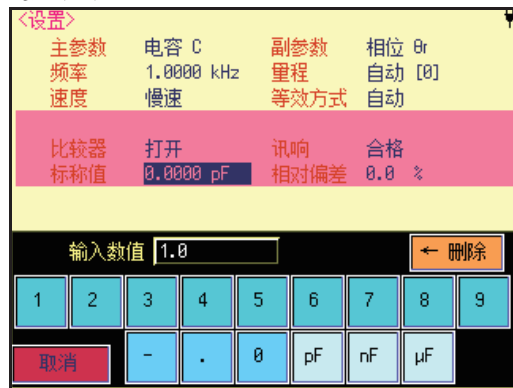 <设置>
主参数 电容 C 副参数 相位 θr
频率 1.0000 kHz 量程 自动 [0]
速度 慢速 等效方式 自动
比较器 打开 讯响 合格
标称值 0.0000 pF 相对偏差 0.0 %
输入数值 1.0 ← 删除
1 2 3 4 5 6 7 8 9
取消 - . 0 pF nF μF